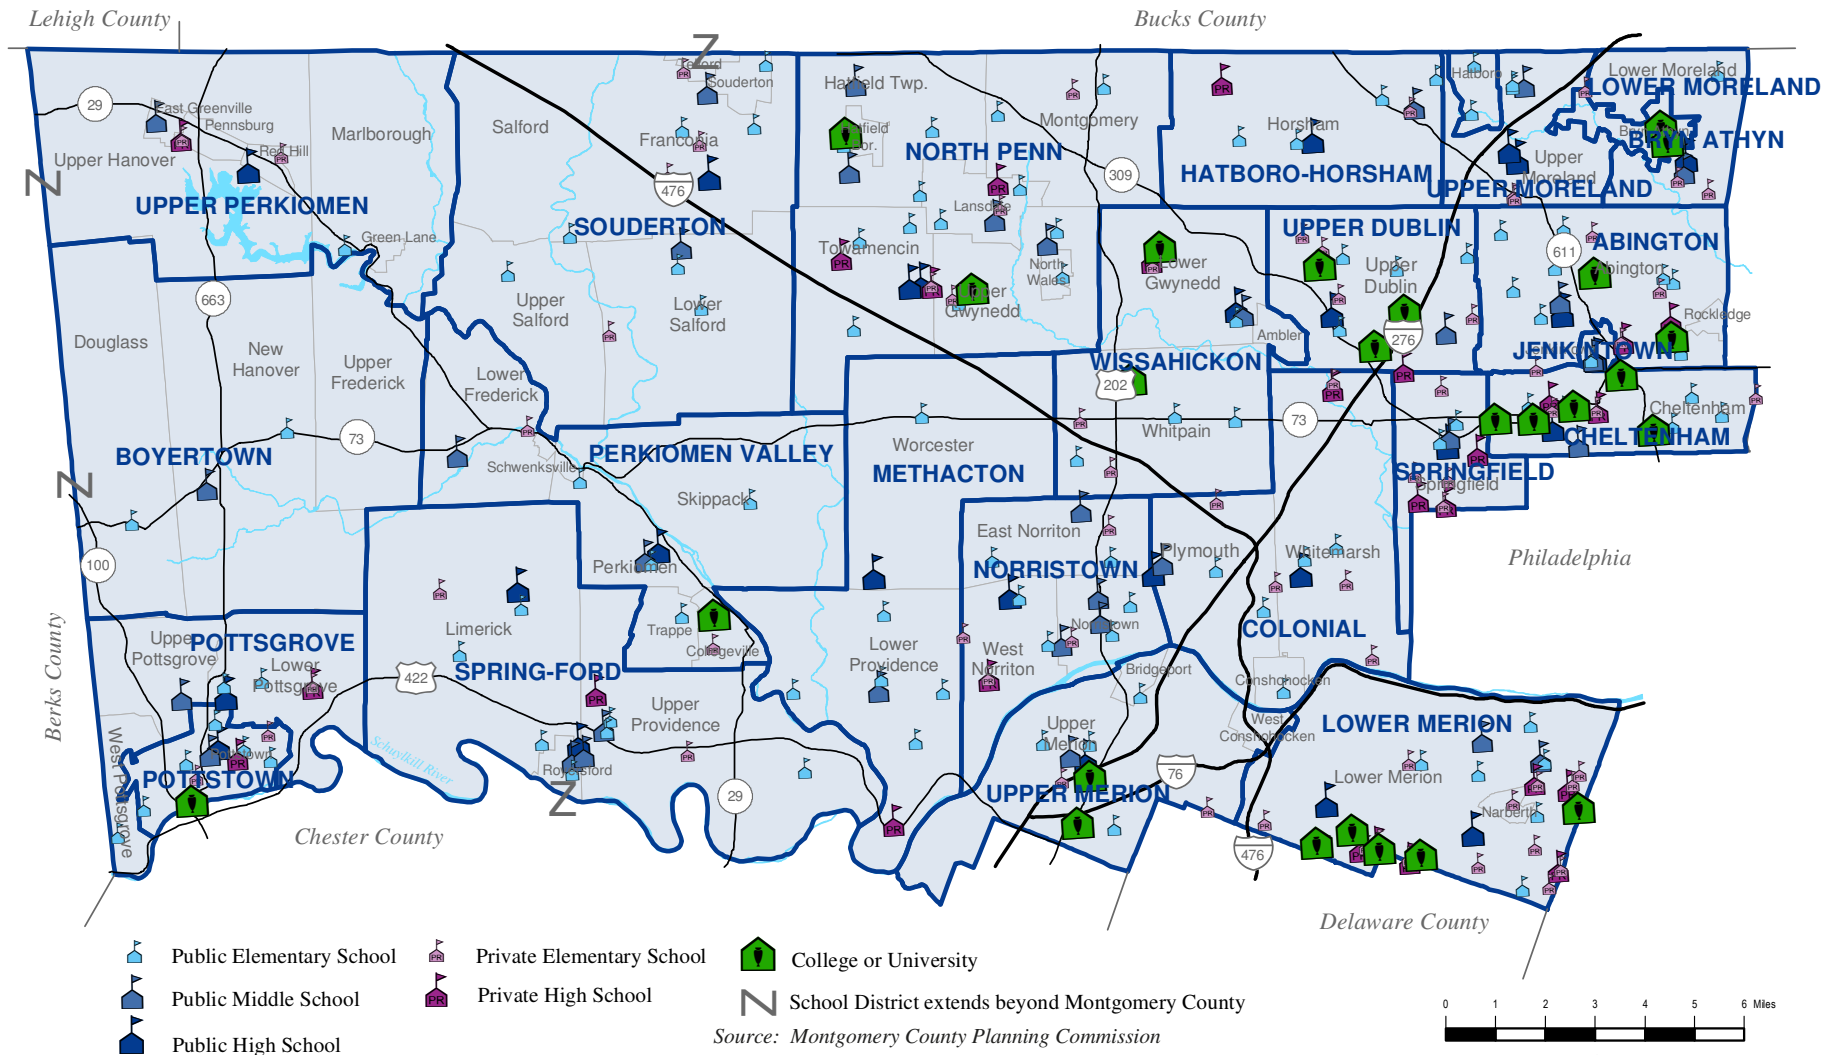 Lehigh County
Bucks County
Telford
Souderton
Hatfield Twp.
Hatboro
Lower Moreland
LOWER MORELAND
29
East Greenville
Pennsburg
Marlborough
Salford
Franconia
Montgomery
Horsham
BRYN ATHYN
Upper Hanover
Red Hill
NORTH PENN
Upper
Moreland
476
309
HATBORO-HORSHAM
UPPER MORELAND
UPPER PERKIOMEN
SOUDERTON
Lansdale
UPPER DUBLIN
ABINGTON
Green Lane
Towamencin
North
Wales
Lower
Gwynedd
Upper
Dublin
611
Abington
663
Upper
Salford
Lower
Salford
Upper
Gwynedd
Ambler
276
Rockledge
Douglass
New
Hanover
Upper
Frederick
Lower
Frederick
WISSAHICKON
JENKINTOWN
202
73
Whitpain
73
Cheltenham
CHELTENHAM
BOYERTOWN
Schwenksville
PERKIOMEN VALLEY
Worcester
METHACTON
SPRINGFIELD
Springfield
Skippack
100
Perkiomen
East Norriton
NORRISTOWN
Plymouth
Whitemarsh
Philadelphia
Berks County
Upper
Pottsgrove
POTTSGROVE
Lower
Pottsgrove
Limerick
Trappe
Collegeville
Lower
Providence
West
Norriton
Norristown
COLONIAL
422
SPRING-FORD
Bridgeport
Conshohocken
West Pottsgrove
Pottstown
POTTSTOWN
Schuylkill River
Upper
Providence
Royersford
Upper
Merion
West
Conshohocken
LOWER MERION
Lower Merion
76
29
UPPER MERION
Narberth
Chester County
476
Delaware County
Public Elementary School
Private Elementary School
College or University
Public Middle School
Private High School
School District extends beyond Montgomery County
Public High School
Source: Montgomery County Planning Commission
0 1 2 3 4 5 6 Miles